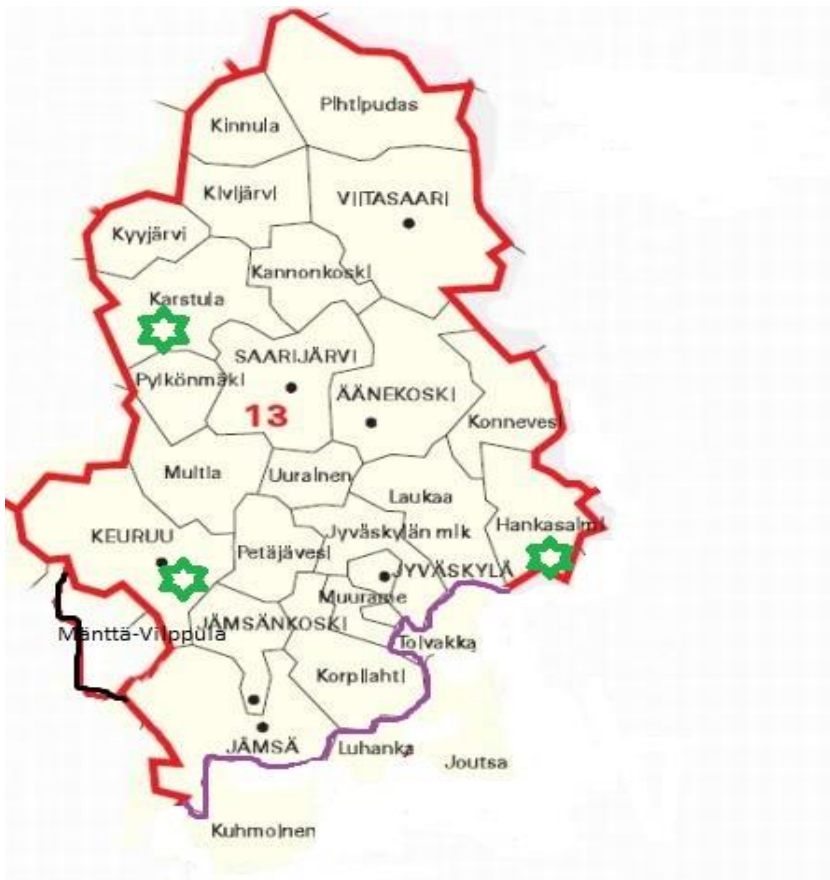 Pihtipudas
Kinnula
Kivijärvi
VIITASAARI
Kyyjärvi
Kannonkoski
Karstula
SAARIJÄRVI
Pylkönmäki
ÄÄNEKOSKI
13
Konnevesi
Multia
Uurainen
Laukaa
Hankasalmi
KEURUU
Jyväskylän mlk
Petäjävesi
JYVÄSKYLÄ
Muurame
JÄMSÄNKOSKI
Mänttä-Vilppula
Toivakka
Korpilahti
JÄMSÄ
Luhanka
Joutsa
Kuhmoinen